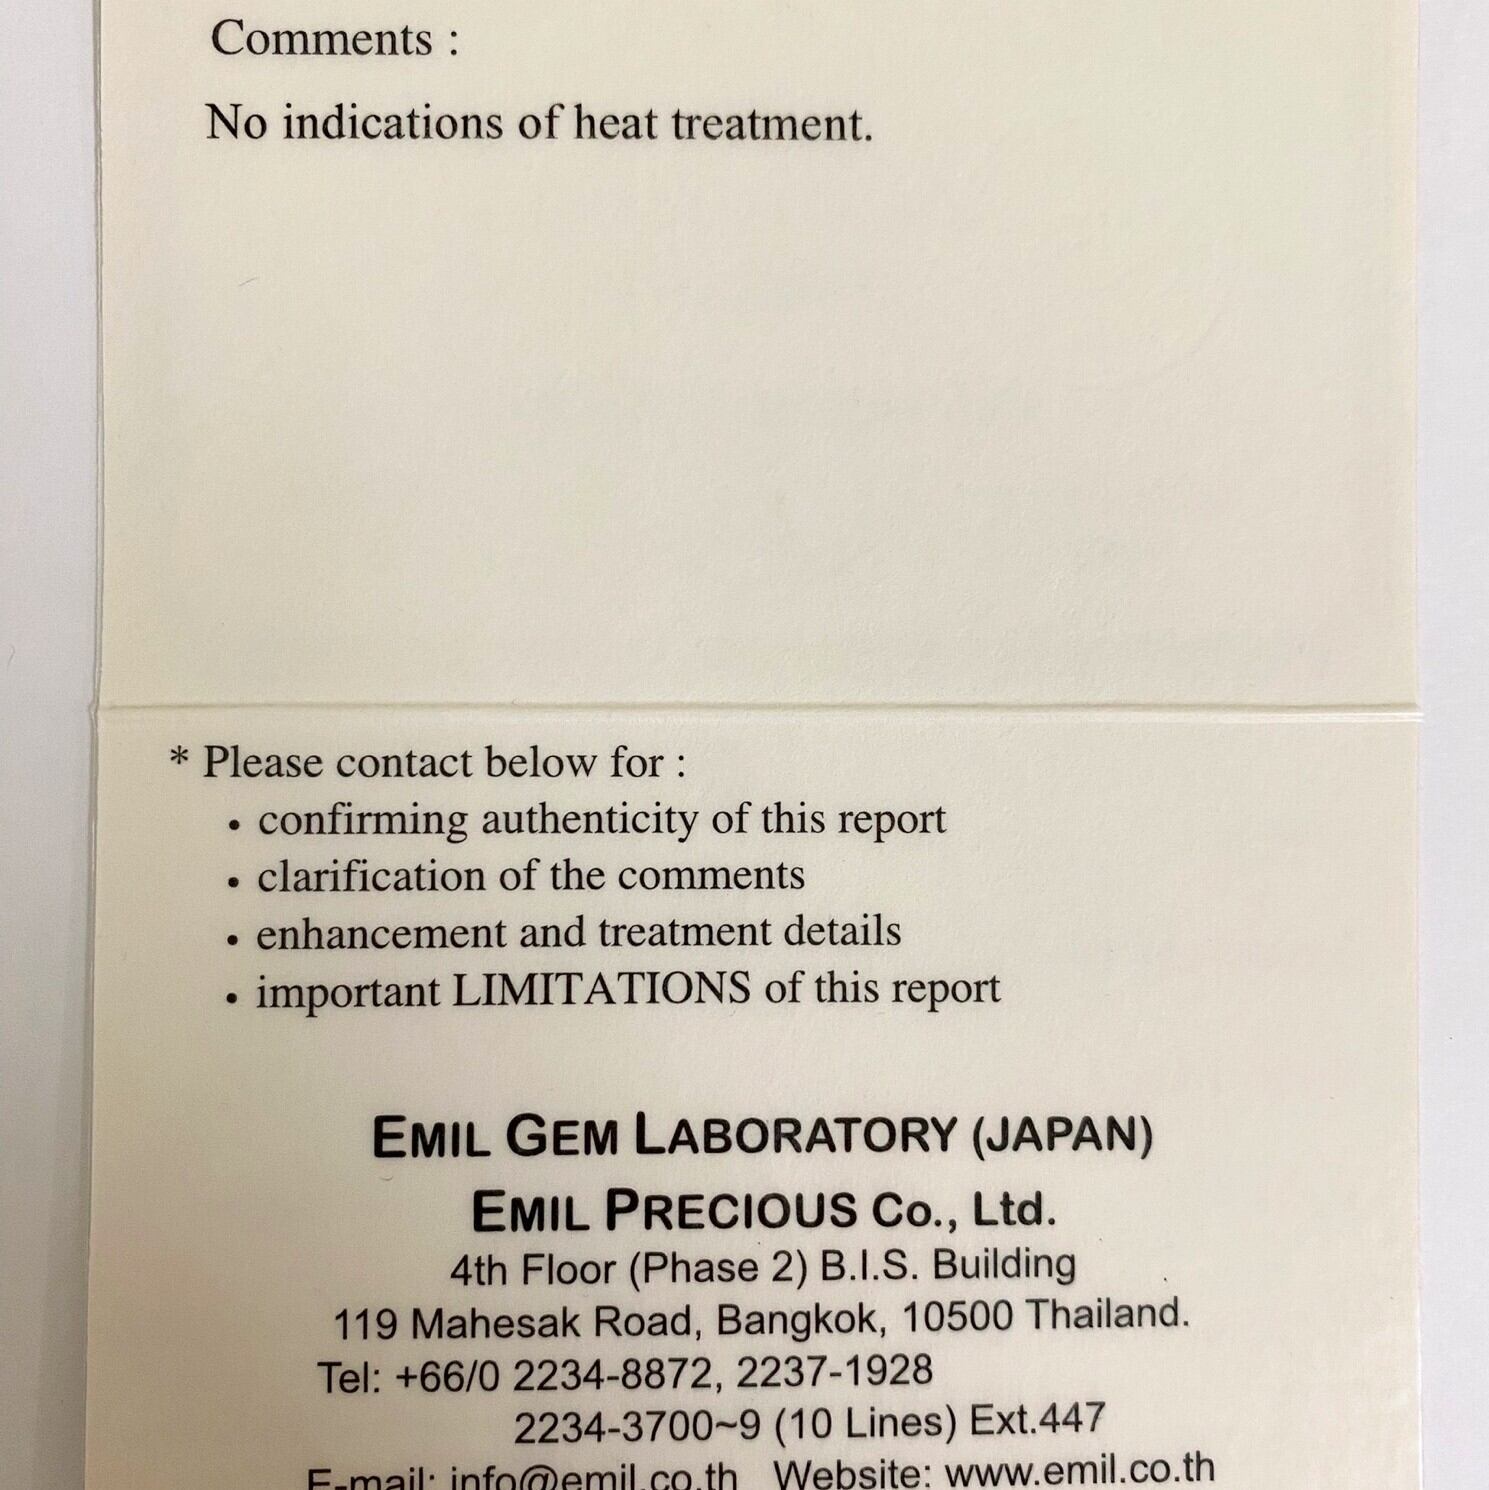 Comments :
No indications of heat treatment.
* Please contact below for :
• confirming authenticity of this report
• clarification of the comments
• enhancement and treatment details
• important LIMITATIONS of this report
EMIL GEM LABORATORY (JAPAN)
EMIL PRECIOUS Co., Ltd.
4th Floor (Phase 2) B.I.S. Building
119 Mahesak Road, Bangkok, 10500 Thailand.
Tel: +66/0 2234-8872, 2237-1928
2234-3700~9 (10 Lines) Ext.447
E-mail: info@emil.co.th Website: www.emil.co.th